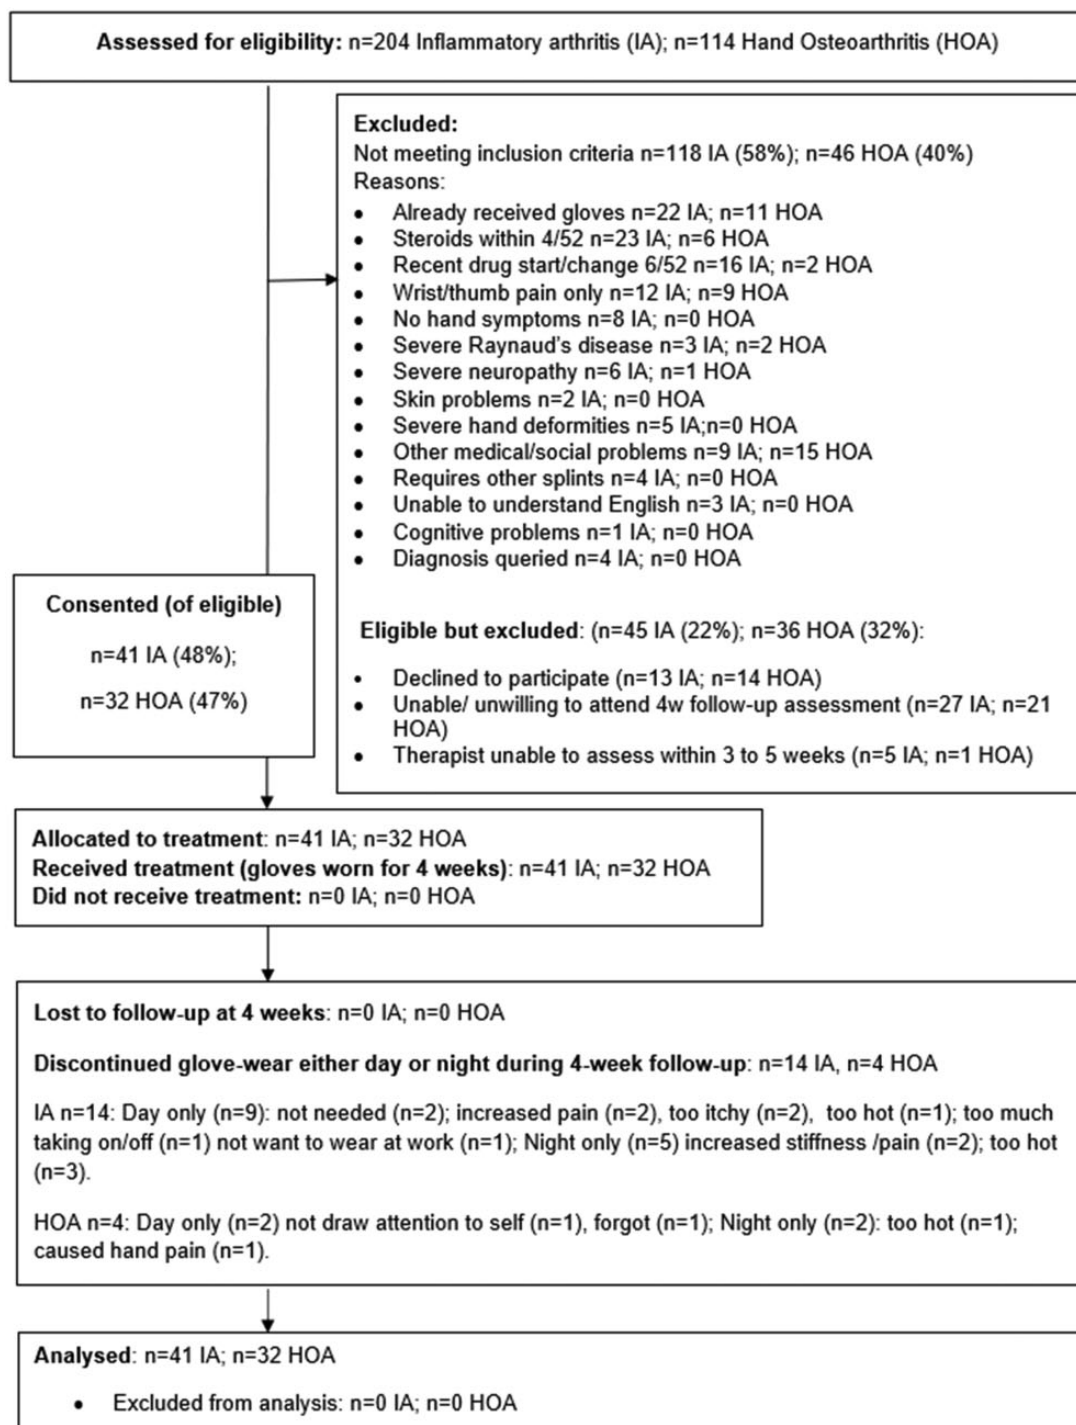 Assessed for eligibility: n=204 Inflammatory arthritis (IA); n=114 Hand Osteoarthritis (HOA)
Excluded:
Not meeting inclusion criteria n=118 IA (58%); n=46 HOA (40%)
Reasons:
• Already received gloves n=22 IA; n=11 HOA
• Steroids within 4/52 n=23 IA; n=6 HOA
• Recent drug start/change 6/52 n=16 IA; n=2 HOA
• Wrist/thumb pain only n=12 IA; n=9 HOA
• No hand symptoms n=8 IA; n=0 HOA
• Severe Raynaud's disease n=3 IA; n=2 HOA
• Severe neuropathy n=6 IA; n=1 HOA
• Skin problems n=2 IA; n=0 HOA
• Severe hand deformities n=5 IA;n=0 HOA
• Other medical/social problems n=9 IA; n=15 HOA
• Requires other splints n=4 IA; n=0 HOA
• Unable to understand English n=3 IA; n=0 HOA
• Cognitive problems n=1 IA; n=0 HOA
• Diagnosis queried n=4 IA; n=0 HOA
Eligible but excluded: (n=45 IA (22%); n=36 HOA (32%):
• Declined to participate (n=13 IA; n=14 HOA)
• Unable/ unwilling to attend 4w follow-up assessment (n=27 IA; n=21
HOA)
• Therapist unable to assess within 3 to 5 weeks (n=5 IA; n=1 HOA)
Consented (of eligible)
n=41 IA (48%);
n=32 HOA (47%)
Allocated to treatment: n=41 IA; n=32 HOA
Received treatment (gloves worn for 4 weeks): n=41 IA; n=32 HOA
Did not receive treatment: n=0 IA; n=0 HOA
Lost to follow-up at 4 weeks: n=0 IA; n=0 HOA
Discontinued glove-wear either day or night during 4-week follow-up: n=14 IA, n=4 HOA
IA n=14: Day only (n=9): not needed (n=2); increased pain (n=2), too itchy (n=2), too hot (n=1); too much
taking on/off (n=1) not want to wear at work (n=1); Night only (n=5) increased stiffness /pain (n=2); too hot
(n=3).
HOA n=4: Day only (n=2) not draw attention to self (n=1), forgot (n=1); Night only (n=2): too hot (n=1);
caused hand pain (n=1).
Analysed: n=41 IA; n=32 HOA
• Excluded from analysis: n=0 IA; n=0 HOA